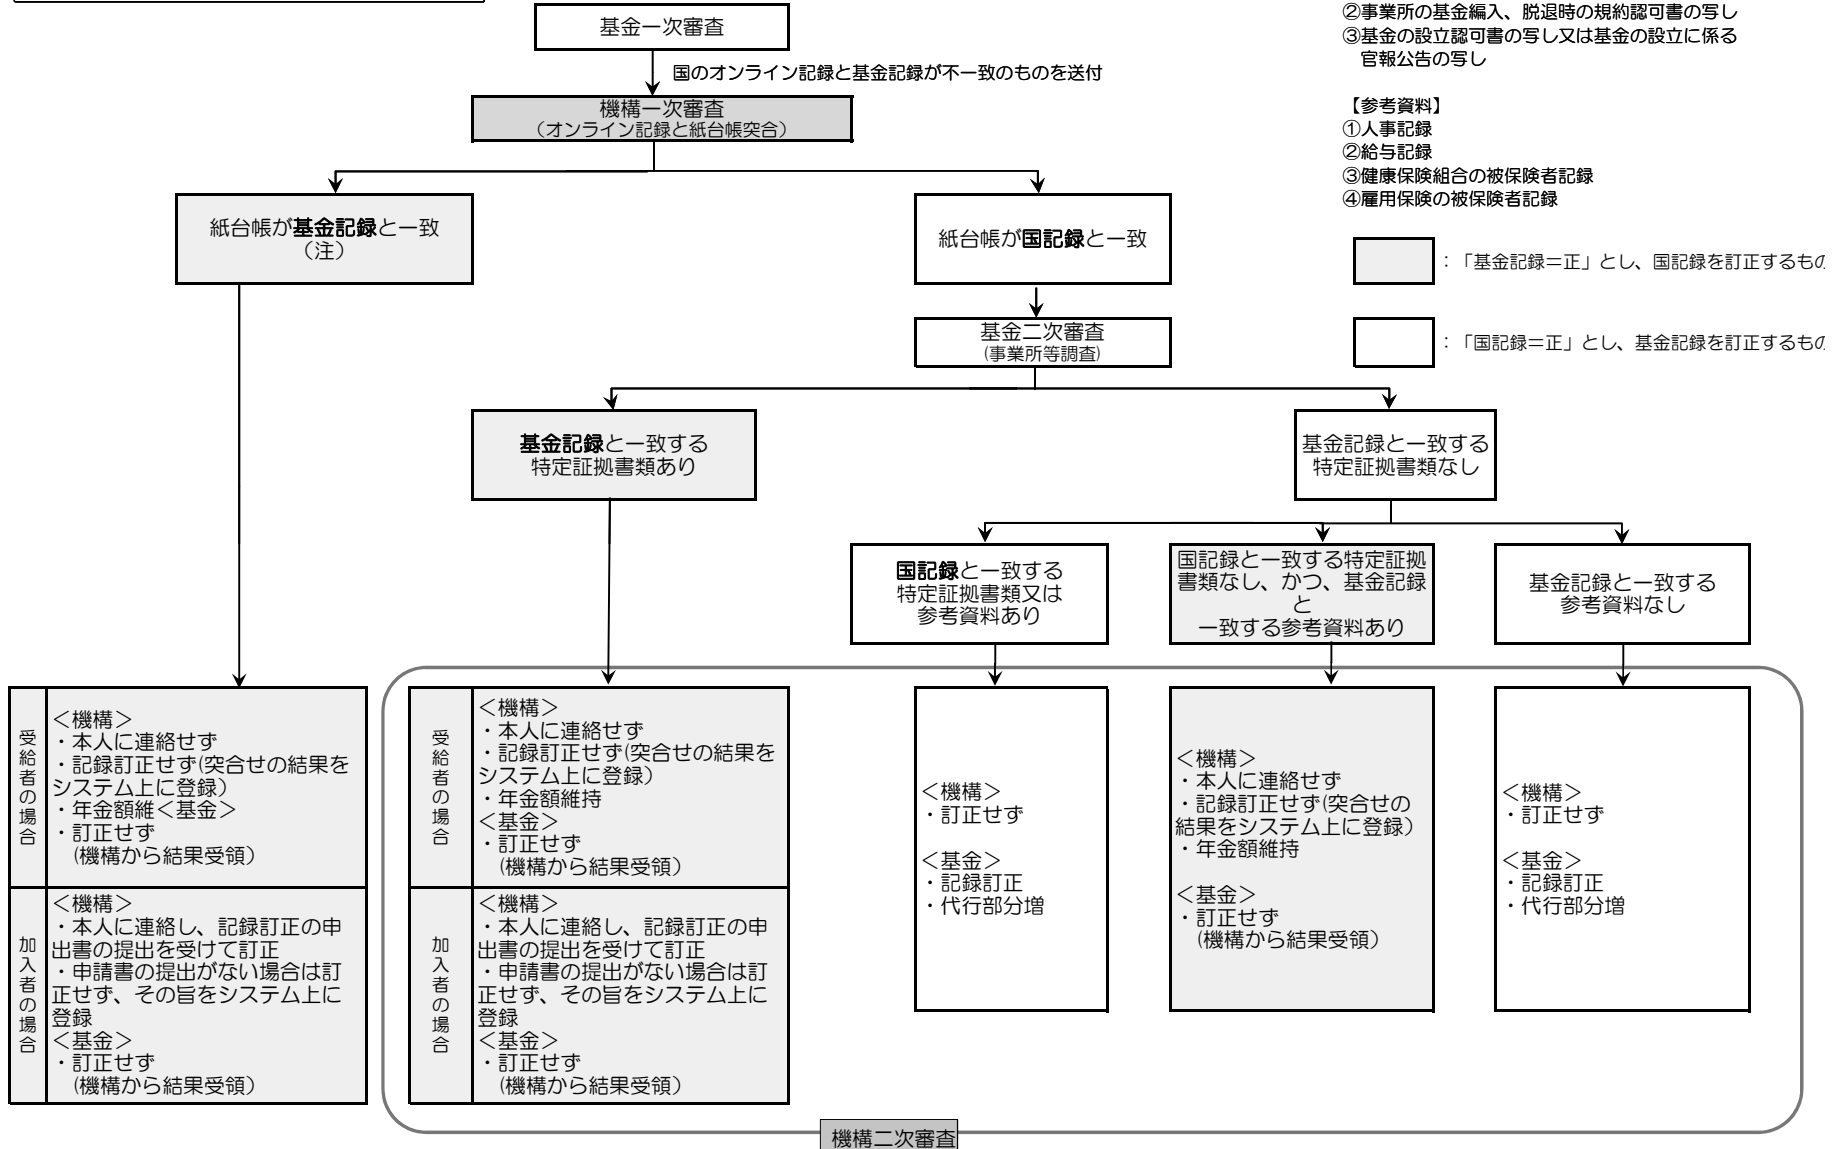 基金一次審査
国のオンライン記録と基金記録が不一致のものを送付
機構一次審査
（オンライン記録と紙台帳突合）
②事業所の基金編入、脱退時の規約認可書の写し
③基金の設立認可書の写し又は基金の設立に係る
官報公告の写し
【参考資料】
①人事記録
②給与記録
③健康保険組合の被保険者記録
④雇用保険の被保険者記録
：「基金記録＝正」とし、国記録を訂正するもの
：「国記録＝正」とし、基金記録を訂正するもの
紙台帳が基金記録と一致
（注）
紙台帳が国記録と一致
基金二次審査
(事業所等調査)
基金記録と一致する
特定証拠書類あり
基金記録と一致する
特定証拠書類なし
国記録と一致する
特定証拠書類又は
参考資料あり
国記録と一致する特定証拠
書類なし、かつ、基金記録
と
一致する参考資料あり
基金記録と一致する
参考資料なし
受給者の場合
＜機構＞
・本人に連絡せず
・記録訂正せず(突合せの結果を
システム上に登録）
・年金額維＜基金＞
・訂正せず
(機構から結果受領）
加入者の場合
＜機構＞
・本人に連絡し、記録訂正の申
出書の提出を受けて訂正
・申請書の提出がない場合は訂
正せず、その旨をシステム上に
登録
＜基金＞
・訂正せず
(機構から結果受領）
受給者の場合
＜機構＞
・本人に連絡せず
・記録訂正せず(突合せの結果を
システム上に登録）
・年金額維持
＜基金＞
・訂正せず
(機構から結果受領）
加入者の場合
＜機構＞
・本人に連絡し、記録訂正の申
出書の提出を受けて訂正
・申請書の提出がない場合は訂
正せず、その旨をシステム上に
登録
＜基金＞
・訂正せず
(機構から結果受領）
＜機構＞
・訂正せず
＜基金＞
・記録訂正
・代行部分増
＜機構＞
・本人に連絡せず
・記録訂正せず(突合せの
結果をシステム上に登録）
・年金額維持
＜基金＞
・訂正せず
(機構から結果受領）
＜機構＞
・訂正せず
＜基金＞
・記録訂正
・代行部分増
機構二次審査